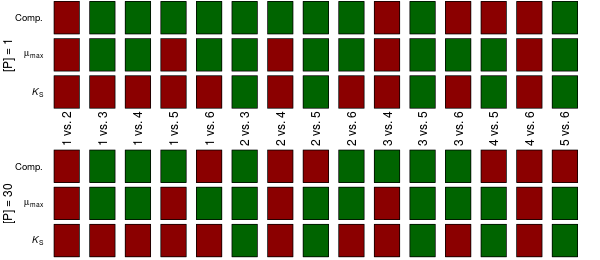 [P] = 1
Comp.
μmax
KS
1 vs. 2
1 vs. 3
1 vs. 4
1 vs. 5
1 vs. 6
2 vs. 3
2 vs. 4
2 vs. 5
2 vs. 6
3 vs. 4
3 vs. 5
3 vs. 6
4 vs. 5
4 vs. 6
5 vs. 6
[P] = 30
Comp.
μmax
KS